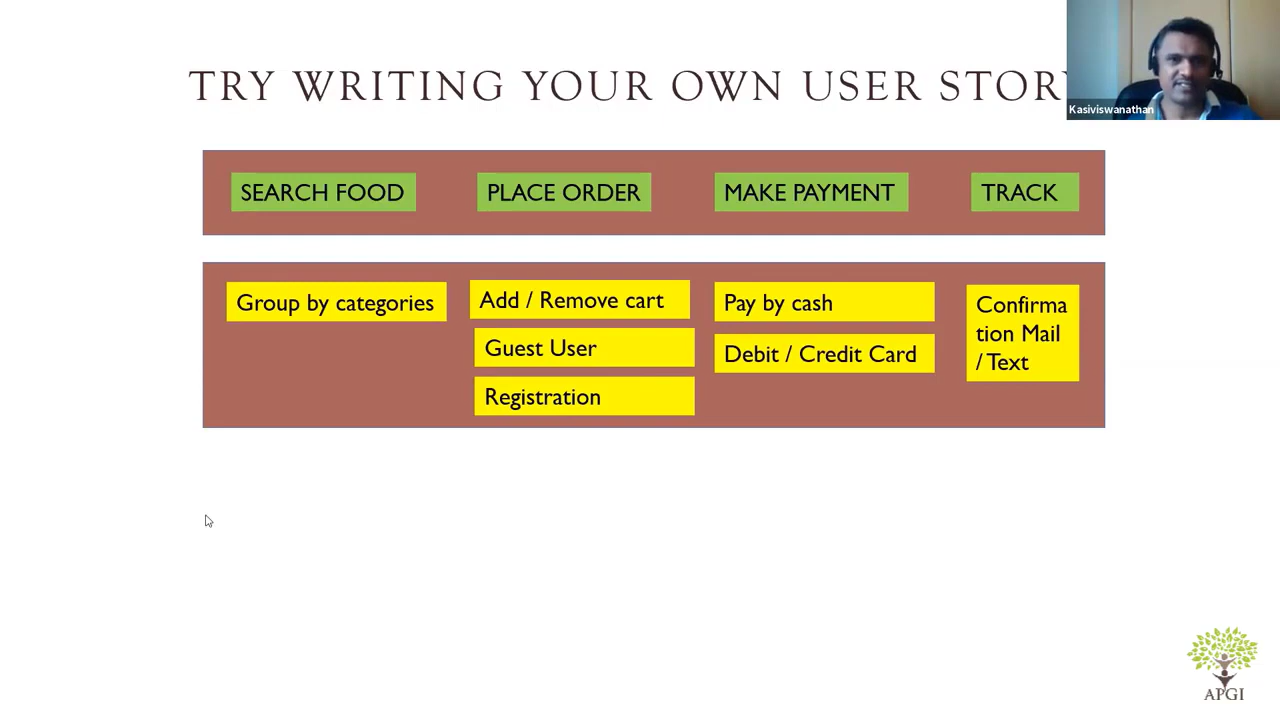 TRY WRITING YOUR OWN USER STOR
Kasiviswanathan
SEARCH FOOD
PLACE ORDER
MAKE PAYMENT
TRACK
Group by categories
Add / Remove cart
Guest User
Registration
Pay by cash
Debit / Credit Card
Confirma
tion Mail
/ Text
APGI